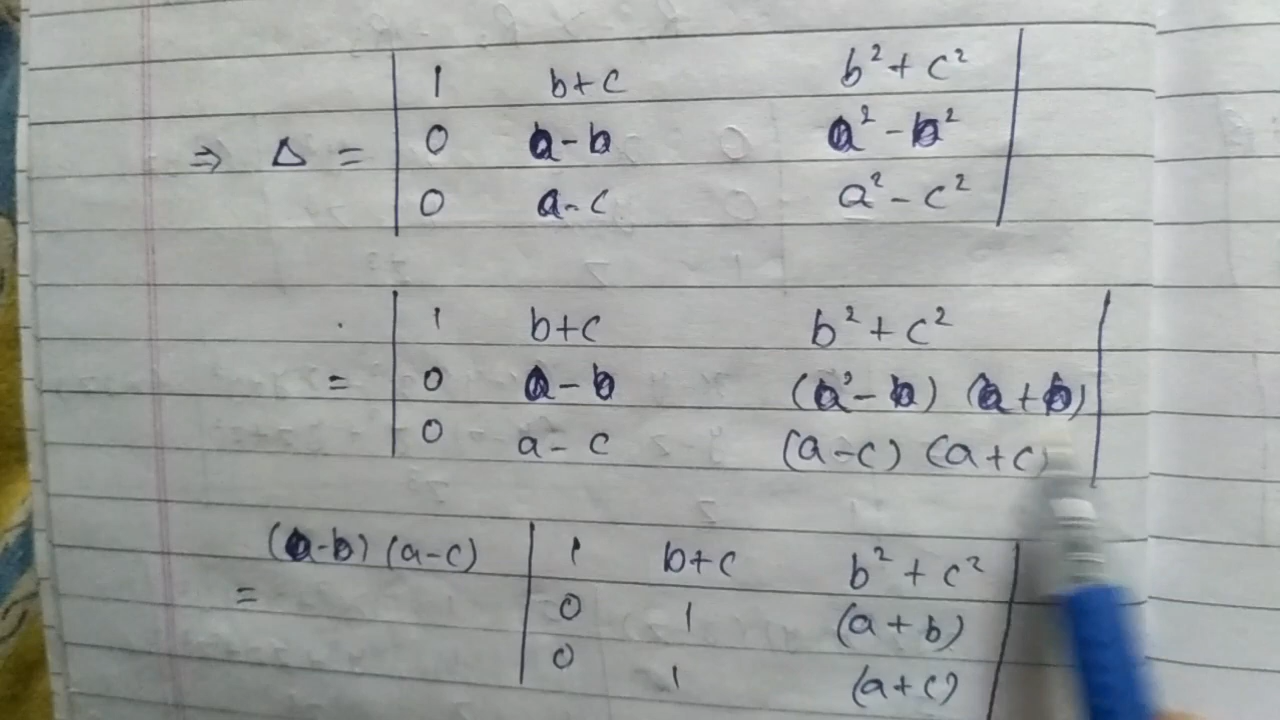 1 b+c b² + c²
⇒ Δ = 0 a-b a² - b²
0 a-c a² - c²
1 b+c b² + c²
= 0 a-b (a - b) (a+b)
0 a-c (a-c) (a+c)
(a-b) (a-c) 1 b+c b² + c²
= 0 1 (a+b)
0 1 (a+c)